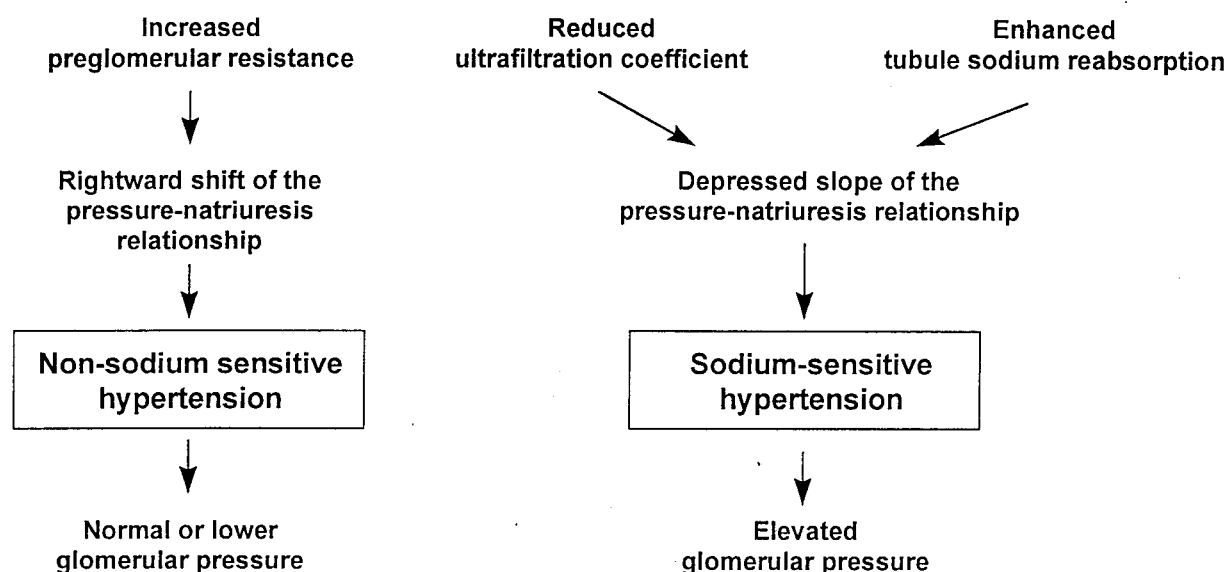 Increased
preglomerular resistance
Reduced
ultrafiltration coefficient
Enhanced
tubule sodium reabsorption
Rightward shift of the
pressure-natriuresis
relationship
Depressed slope of the
pressure-natriuresis relationship
Non-sodium sensitive
hypertension
Sodium-sensitive
hypertension
Normal or lower
glomerular pressure
Elevated
glomerular pressure